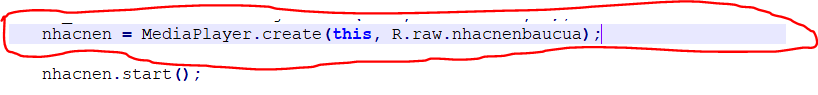 nhacnen = MediaPlayer.create(this, R.raw.nhacnenbaucua);
nhacnen.start();